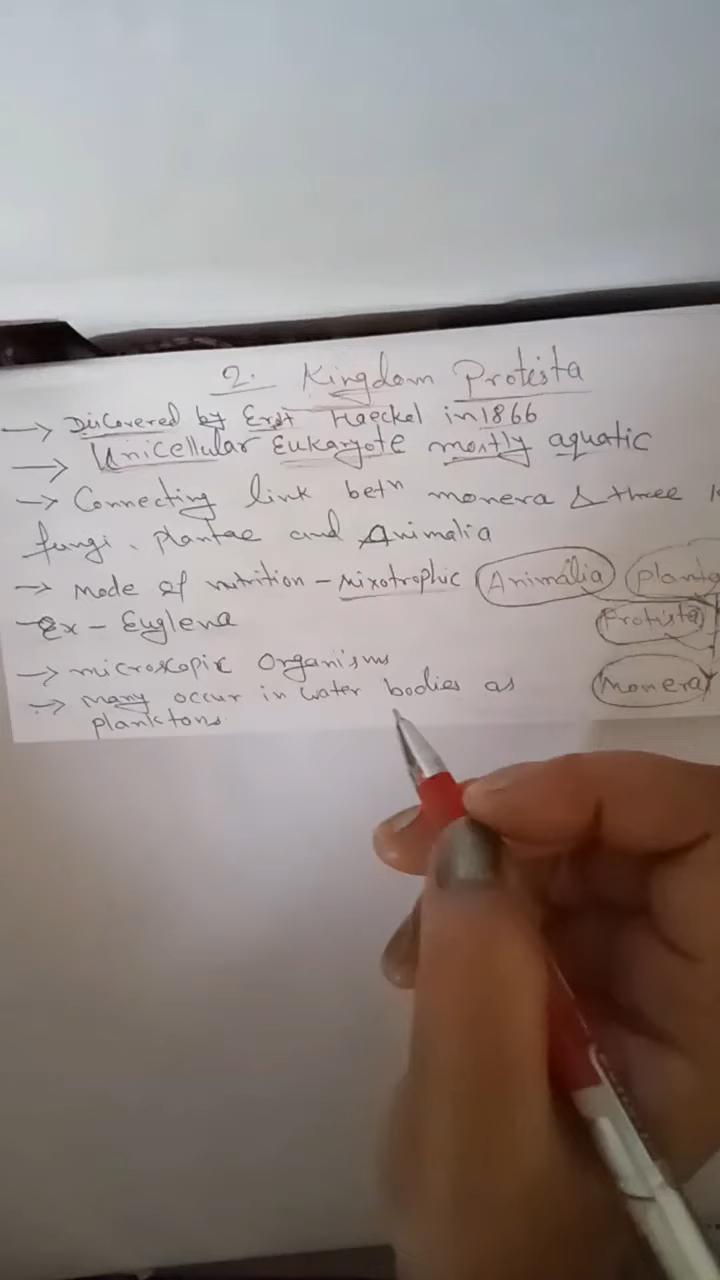 2. Kingdom Protista
→ Discovered by Erst Haeckel in 1866
→ Unicellular Eukaryote mostly aquatic
→ Connecting link betn monera & three
fungi, plantae and Animalia
→ Mode of nutrition - mixotrophic Animalia
Ex - Euglena Protista
→ microscopic Organisms
→ many occur in water bodies as Monera
planktons.